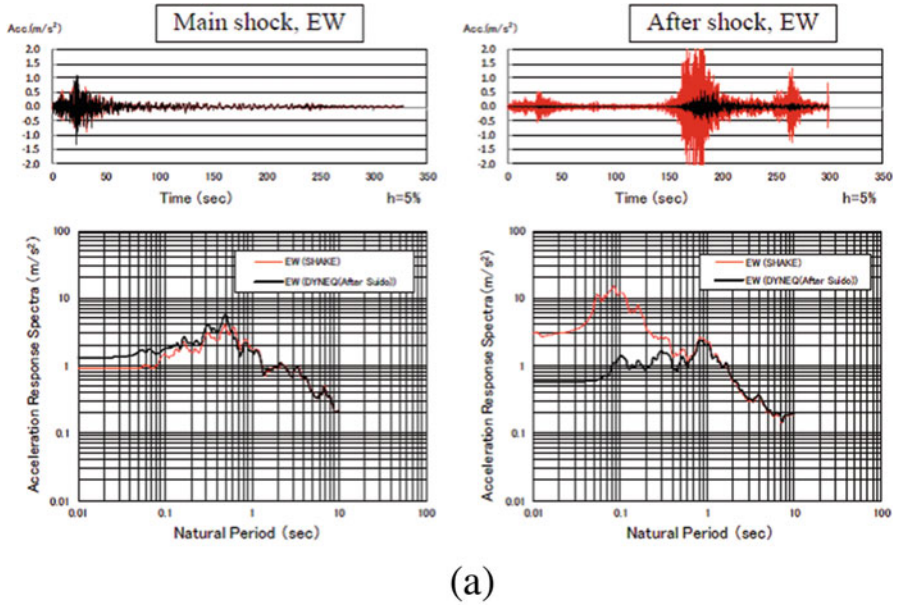 Main shock, EW
Acc.(m/s²)
2.0
1.5
1.0
0.5
0.0
-0.5
-1.0
-1.5
-2.0
0 50 100 150 200 250 300 350
Time (sec) h=5%
After shock, EW
Acc.(m/s²)
2.0
1.5
1.0
0.5
0.0
-0.5
-1.0
-1.5
-2.0
0 50 100 150 200 250 300 350
Time (sec) h=5%
Acceleration Response Spectra (m/s²)
100
10
1
0.1
0.01
EW (SHAKE)
EW (DYNEQ(After Suido))
0.01 0.1 1 10 100
Natural Period (sec)
Acceleration Response Spectra (m/s²)
100
10
1
0.1
0.01
EW (SHAKE)
EW (DYNEQ(After Suido))
0.01 0.1 1 10 100
Natural Period (sec)
(a)